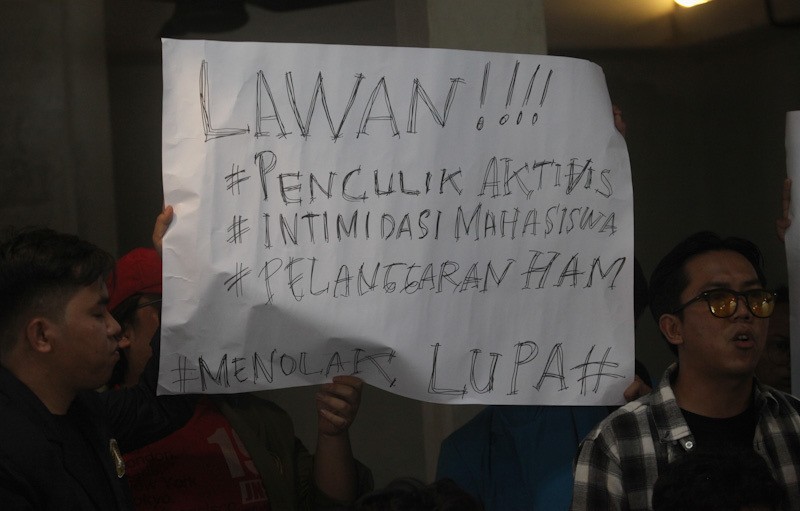 LAWAN !!!!
#PENCULIK AKTIVIS
#INTIMIDASI MAHASISWA
#PELANGGARAN HAM
#MENOLAK LUPA#